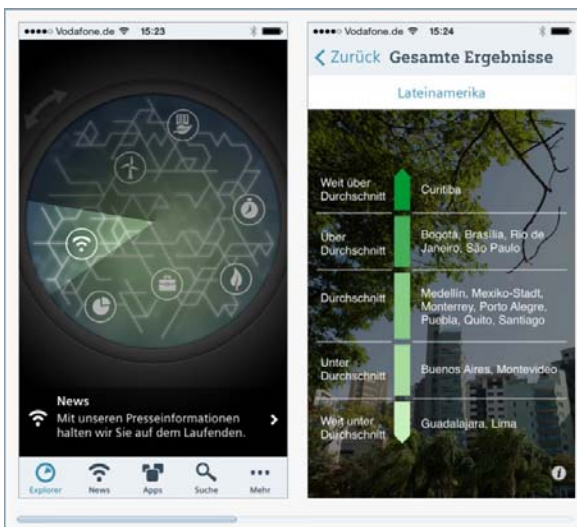 Vodafone.de 15:23
News
Mit unseren Presseinformationen
halten wir Sie auf dem Laufenden.
Explorer News Apps Suche Mehr
Vodafone.de 15:24
Zurück Gesamte Ergebnisse
Lateinamerika
Weit über
Durchschnitt
Curitiba
Über
Durchschnitt
Bogotá, Brasília, Rio de
Janeiro, São Paulo
Durchschnitt
Medellín, Mexiko-Stadt,
Monterrey, Porto Alegre,
Puebla, Quito, Santiago
Unter
Durchschnitt
Buenos Aires, Montevideo
Weit unter
Durchschnitt
Guadalajara, Lima